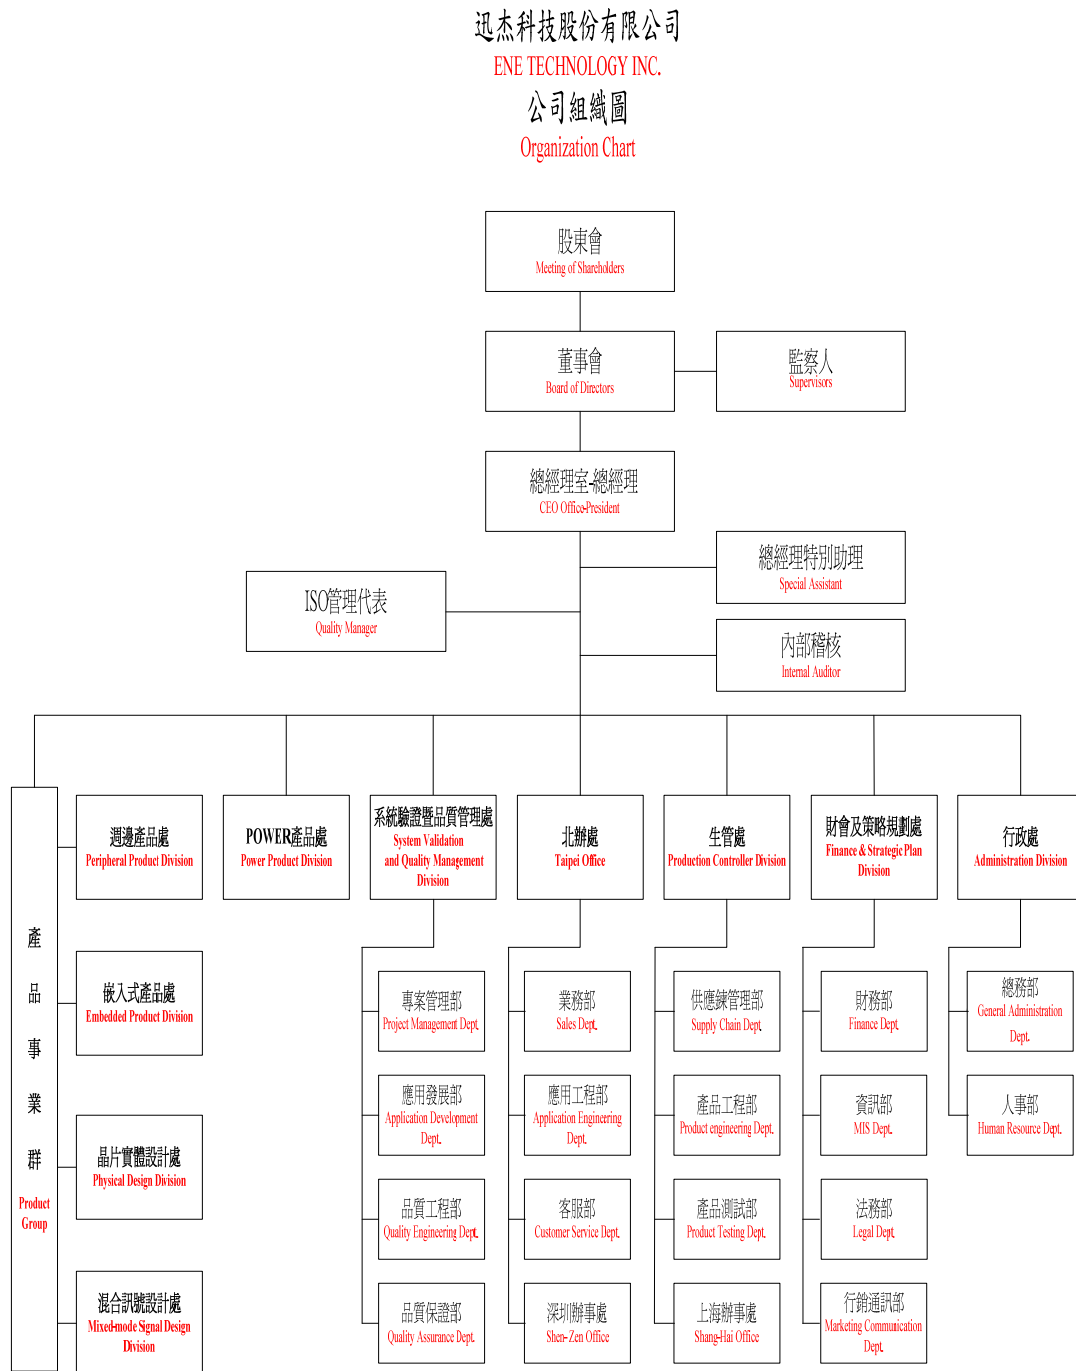 迅杰科技股份有限公司
ENE TECHNOLOGY INC.
公司組織圖
Organization Chart
股東會
Meeting of Shareholders
董事會
Board of Directors
監察人
Supervisors
總經理室-總經理
CEO Office-President
總經理特別助理
Special Assistant
ISO管理代表
Quality Manager
內部稽核
Internal Auditor
產
品
事
業
群
Product
Group
週邊產品處
Peripheral Product Division
嵌入式產品處
Embedded Product Division
晶片實體設計處
Physical Design Division
混合訊號設計處
Mixed-mode Signal Design
Division
POWER產品處
Power Product Division
系統驗證暨品質管理處
System Validation
and Quality Management
Division
專案管理部
Project Management Dept.
應用發展部
Application Development
Dept.
品質工程部
Quality Engineering Dept.
品質保證部
Quality Assurance Dept.
北辦處
Taipei Office
業務部
Sales Dept.
應用工程部
Application Engineering
Dept.
客服部
Customer Service Dept.
深圳辦事處
Shen-Zen Office
生管處
Production Controller Division
供應鍊管理部
Supply Chain Dept.
產品工程部
Product engineering Dept.
產品測試部
Product Testing Dept.
上海辦事處
Shang-Hai Office
財會及策略規劃處
Finance & Strategic Plan
Division
財務部
Finance Dept.
資訊部
MIS Dept.
法務部
Legal Dept.
行銷通訊部
Marketing Communication
Dept.
行政處
Administration Division
總務部
General Administration
Dept.
人事部
Human Resource Dept.